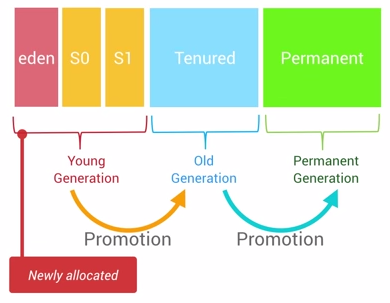 eden S0 S1 Tenured Permanent
Young Generation
Old Generation
Permanent Generation
Promotion Promotion
Newly allocated